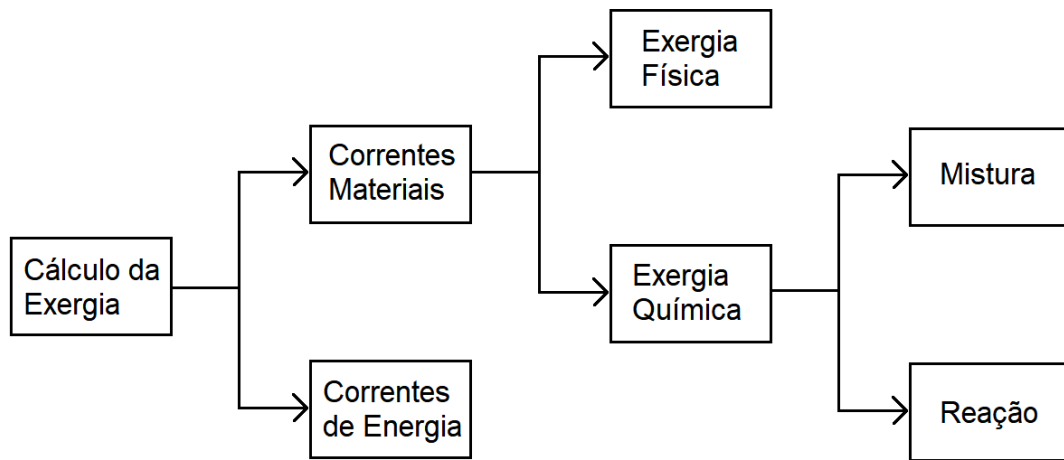 Cálculo da
Exergia
Correntes
Materiais
Correntes
de Energia
Exergia
Física
Exergia
Química
Mistura
Reação